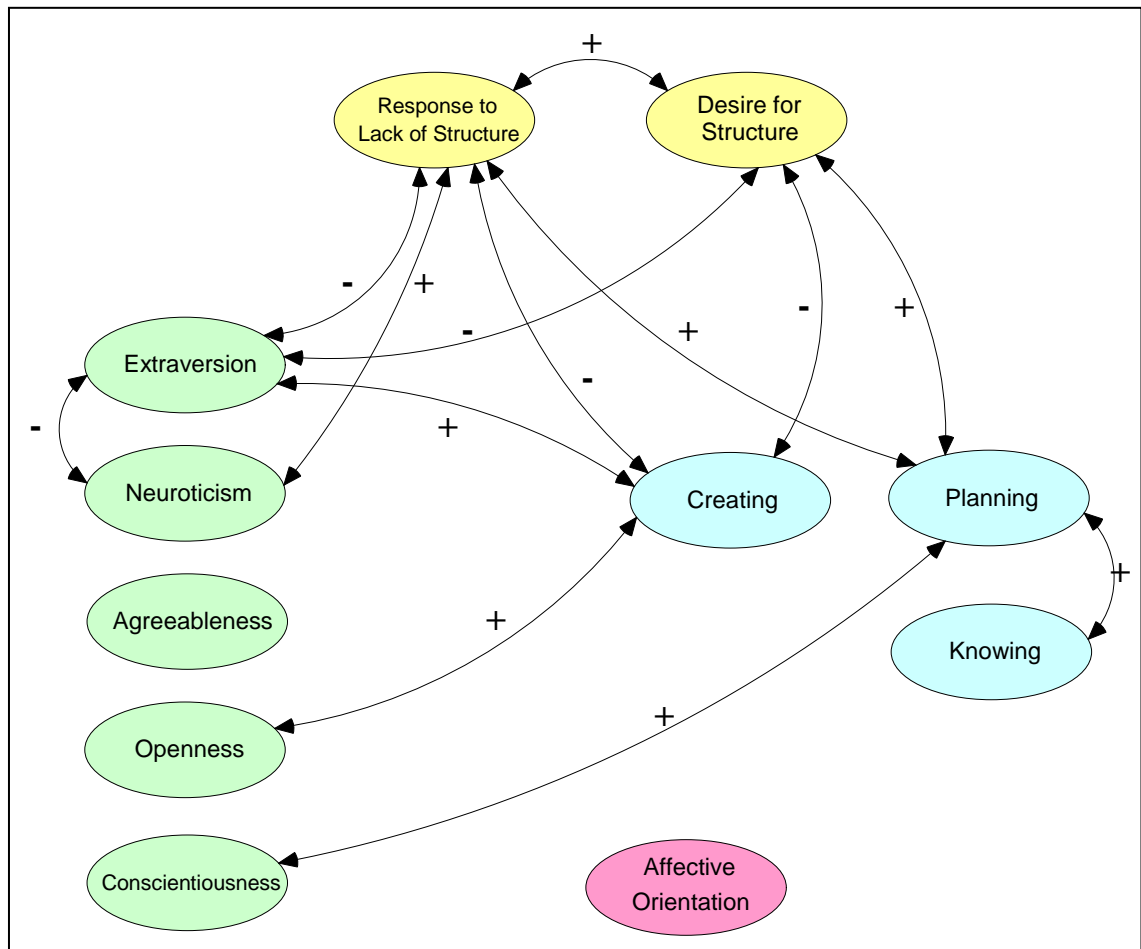 +
Response to
Lack of Structure
Desire for
Structure
-
+
-
+
-
+
-
Extraversion
+
-
Neuroticism
Creating
Planning
+
Agreeableness
+
Knowing
+
Openness
Conscientiousness
Affective
Orientation